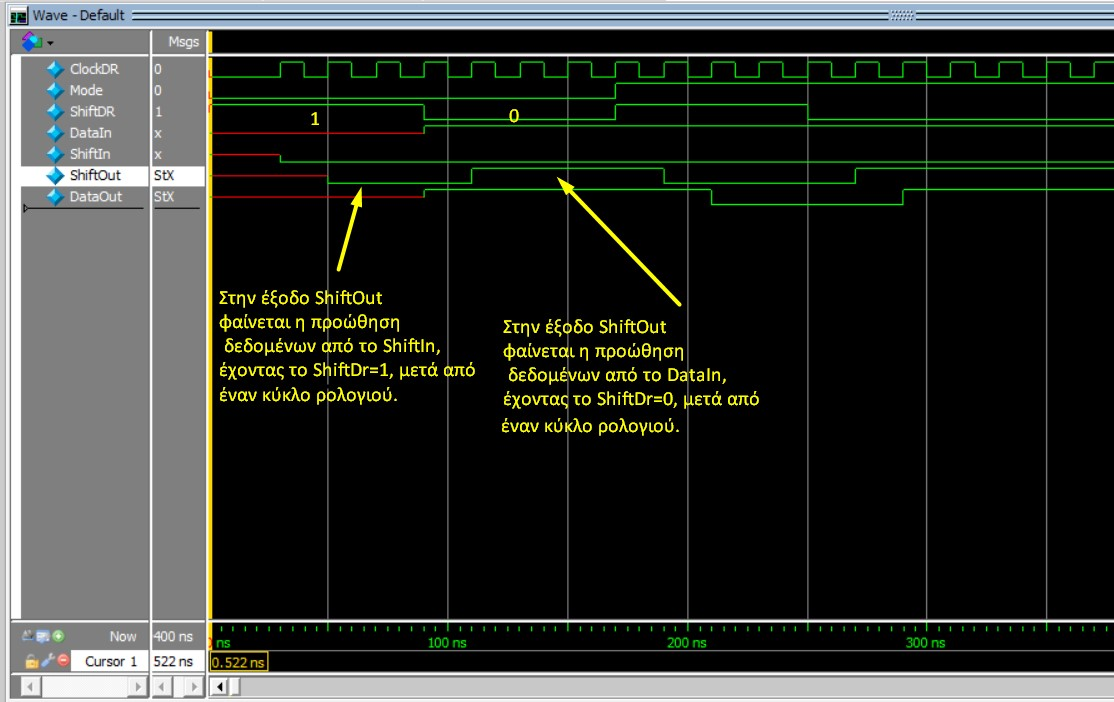 Wave - Default
Msgs
ClockDR 0
Mode 0
ShiftDR 1
DataIn x
ShiftIn x
ShiftOut StX
DataOut StX
1
0
Στην έξοδο ShiftOut
φαίνεται η προώθηση
δεδομένων από το ShiftIn,
έχοντας το ShiftDr=1, μετά από
έναν κύκλο ρολογιού.
Στην έξοδο ShiftOut
φαίνεται η προώθηση
δεδομένων από το DataIn,
έχοντας το ShiftDr=0, μετά από
έναν κύκλο ρολογιού.
Now 400 ns
ns 100 ns 200 ns 300 ns
Cursor 1 522 ns
0.522 ns